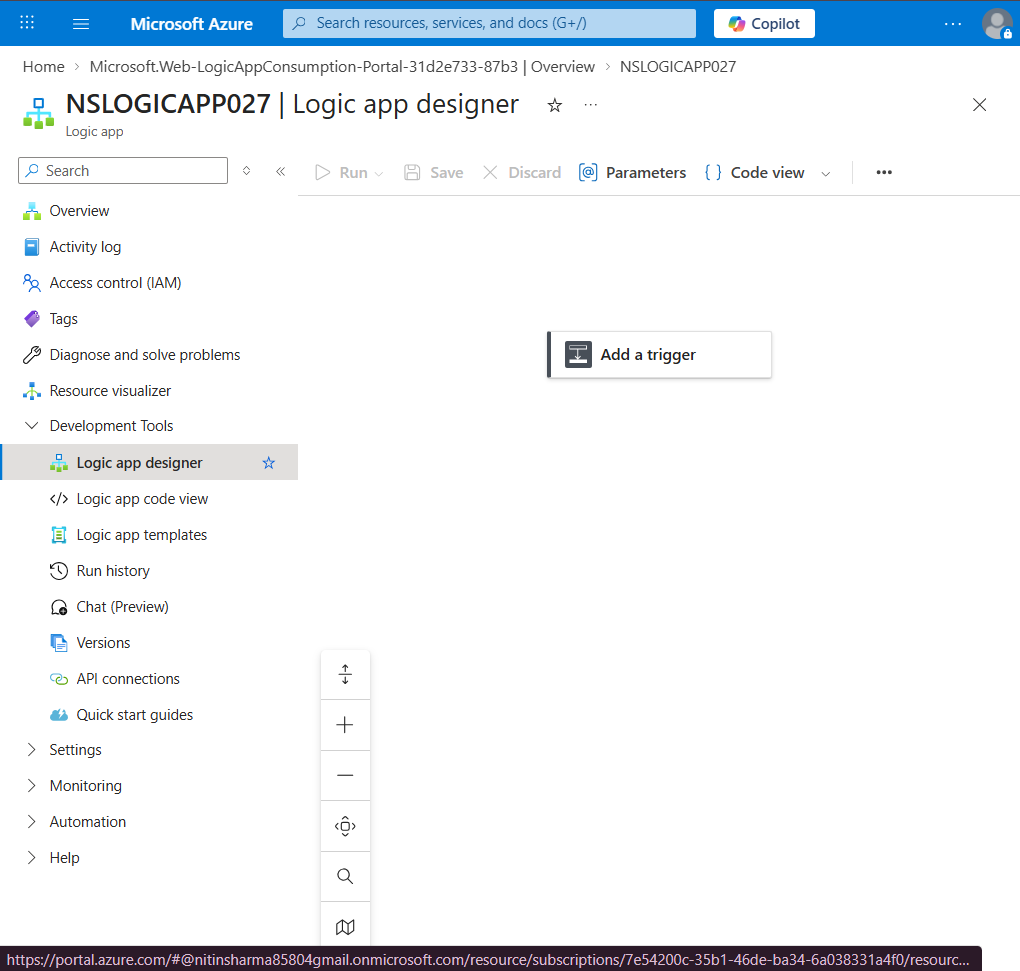 Microsoft Azure
Search resources, services, and docs (G+/)
Copilot
Home > Microsoft.Web-LogicAppConsumption-Portal-31d2e733-87b3 | Overview > NSLOGICAPP027
NSLOGICAPP027 | Logic app designer
Logic app
Search
Run
Save
Discard
Parameters
Code view
Overview
Activity log
Access control (IAM)
Tags
Diagnose and solve problems
Resource visualizer
Development Tools
Logic app designer
Logic app code view
Logic app templates
Run history
Chat (Preview)
Versions
API connections
Quick start guides
Settings
Monitoring
Automation
Help
Add a trigger
https://portal.azure.com/#@nitinsharma85804gmail.onmicrosoft.com/resource/subscriptions/7e54200c-35b1-46de-ba34-6a038331a4f0/resourc...